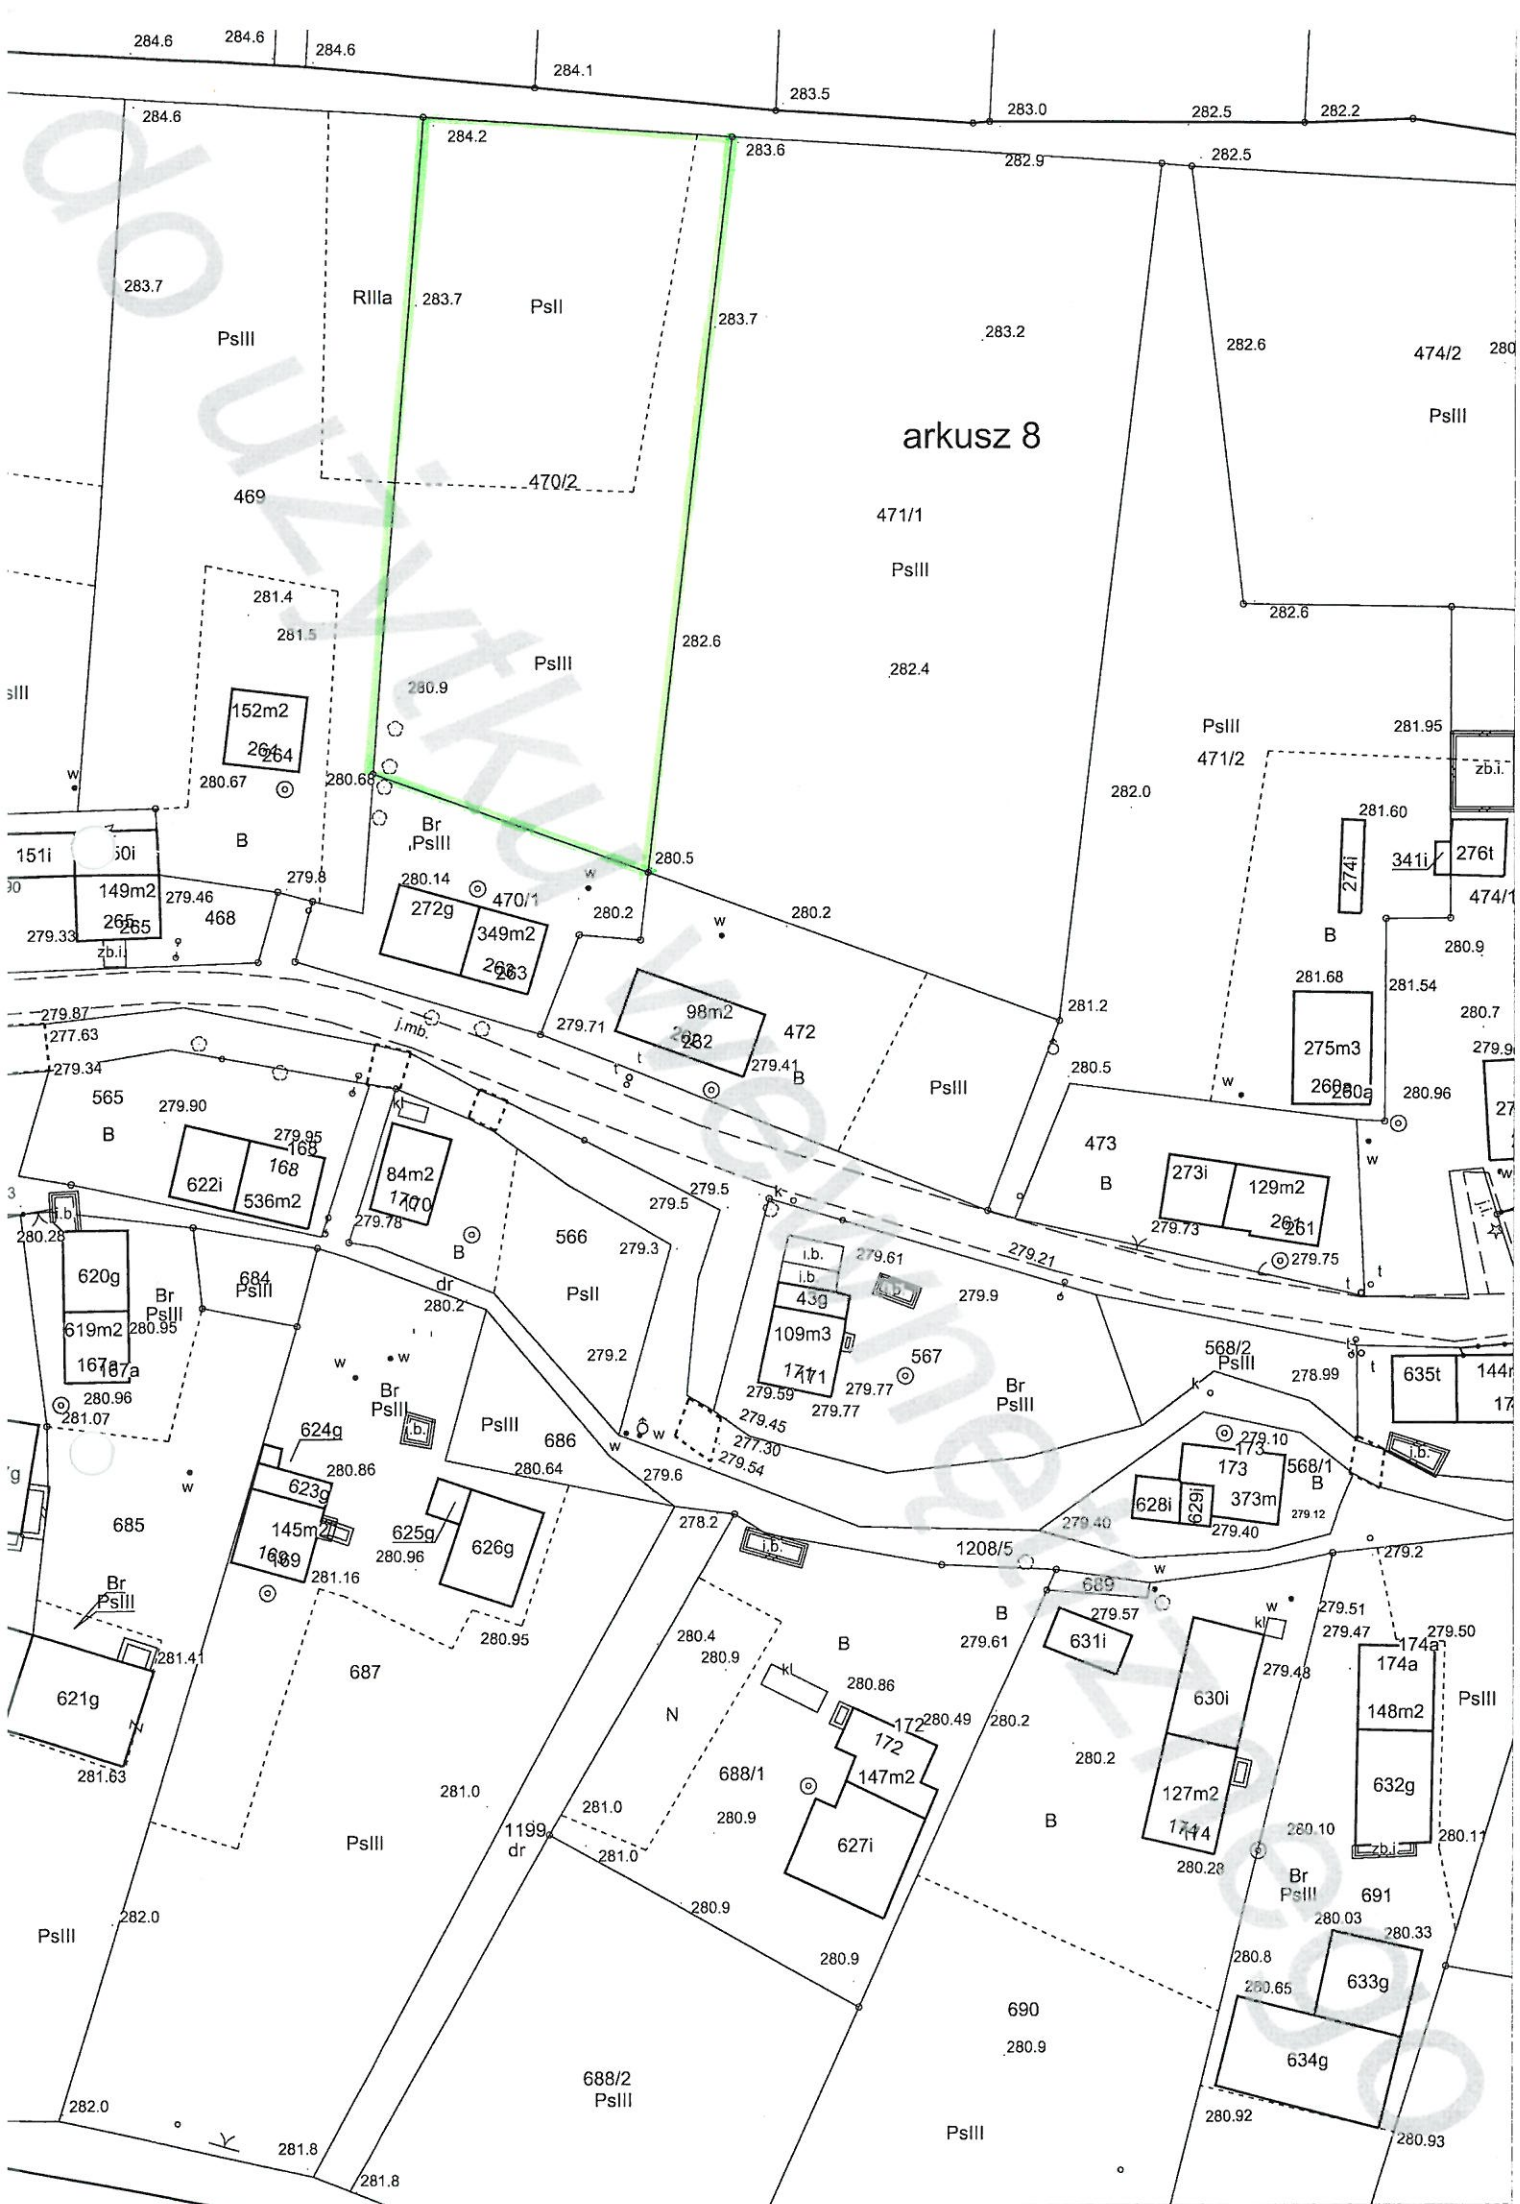 284.6
284.6
284.6
284.1
283.5
283.0
282.5
282.2
284.6
284.2
283.6
282.9
282.5
283.7
RIIIa
283.7
PsII
283.7
283.2
282.6
474/2
PsIII
PsIII
arkusz 8
469
470/2
471/1
PsIII
281.4
281.5
282.6
282.6
PsIII
282.4
280.9
152m2
264
PsIII
471/2
281.95
zb.i.
w
280.67
280.68
282.0
281.60
B
Br
PsIII
151i
149m2
265
279.46
468
279.8
280.14
470/1
w
280.5
274i
341i
276t
474/1
272g
349m2
263
280.2
w
280.2
B
280.9
279.33
zb.i.
281.68
281.54
279.87
277.63
279.34
j.mb.
279.71
98m2
262
472
281.2
280.7
275m3
260a
t
279.41
B
PsIII
280.5
w
280.96
565
279.90
B
279.95
168
168
622i
536m2
kl
84m2
170
279.78
B
473
B
273i
129m2
261
w
w
279.5
279.5
k
279.73
279.75
j.i.
280.28
i.b.
566
279.3
i.b.
i.b.
279.61
279.21
t
t
620g
684
PsIII
Br
PsIII
dr
280.2
PsII
43g
279.9
619m2
280.95
167a
109m3
171
567
279.2
568/2
PsIII
278.99
t
t
635t
w
w
Br
PsIII
280.96
281.07
279.59
279.77
279.77
Br
PsIII
k
624g
i.b.
PsIII
686
w
w
279.45
277.30
279.54
279.10
173
173
568/1
B
i.b.
w
280.86
280.64
279.6
623g
628i
629i
373m
279.12
685
145m2
169
625g
626g
278.2
279.40
279.40
280.96
i.b.
1208/5
279.2
281.16
Br
PsIII
689
w
w
kl
279.51
B
279.57
279.61
631i
279.47
174a
279.50
174a
281.41
280.95
280.4
280.9
B
621g
687
kl
280.86
279.48
630i
PsIII
148m2
N
172
280.49
280.2
172
281.63
688/1
147m2
280.2
632g
281.0
281.0
280.9
127m2
B
174
280.10
280.11
PsIII
1199
dr
281.0
627i
280.28
zb.i
Br
PsIII
691
280.9
282.0
PsIII
280.03
280.33
280.9
280.8
280.65
633g
690
280.9
634g
688/2
PsIII
282.0
PsIII
280.92
280.93
281.8
281.8
do użytku wewnętrznego